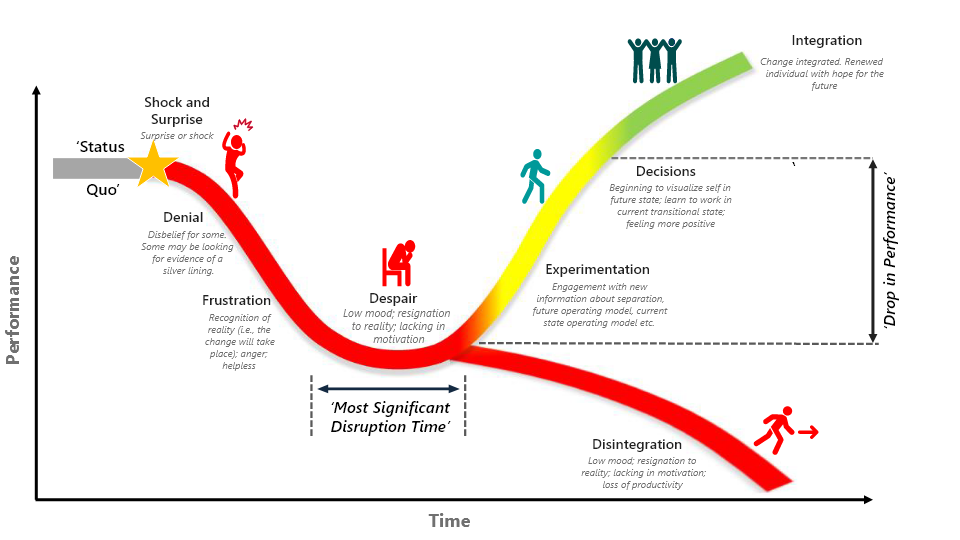 Integration
Change integrated. Renewed
individual with hope for the
future
Shock and
Surprise
Surprise or shock
'Status
Quo'
Decisions
Beginning to visualize self in
future state; learn to work in
current transitional state;
feeling more positive
Denial
Disbelief for some.
Some may be looking
for evidence of a
silver lining.
'Drop in Performance'
Experimentation
Engagement with new
information about separation,
future operating model, current
state operating model etc.
Frustration
Recognition of
reality (i.e., the
change will take
place); anger;
helpless
Despair
Low mood; resignation
to reality; lacking in
motivation
Performance
'Most Significant
Disruption Time'
Disintegration
Low mood; resignation to
reality; lacking in motivation;
loss of productivity
Time